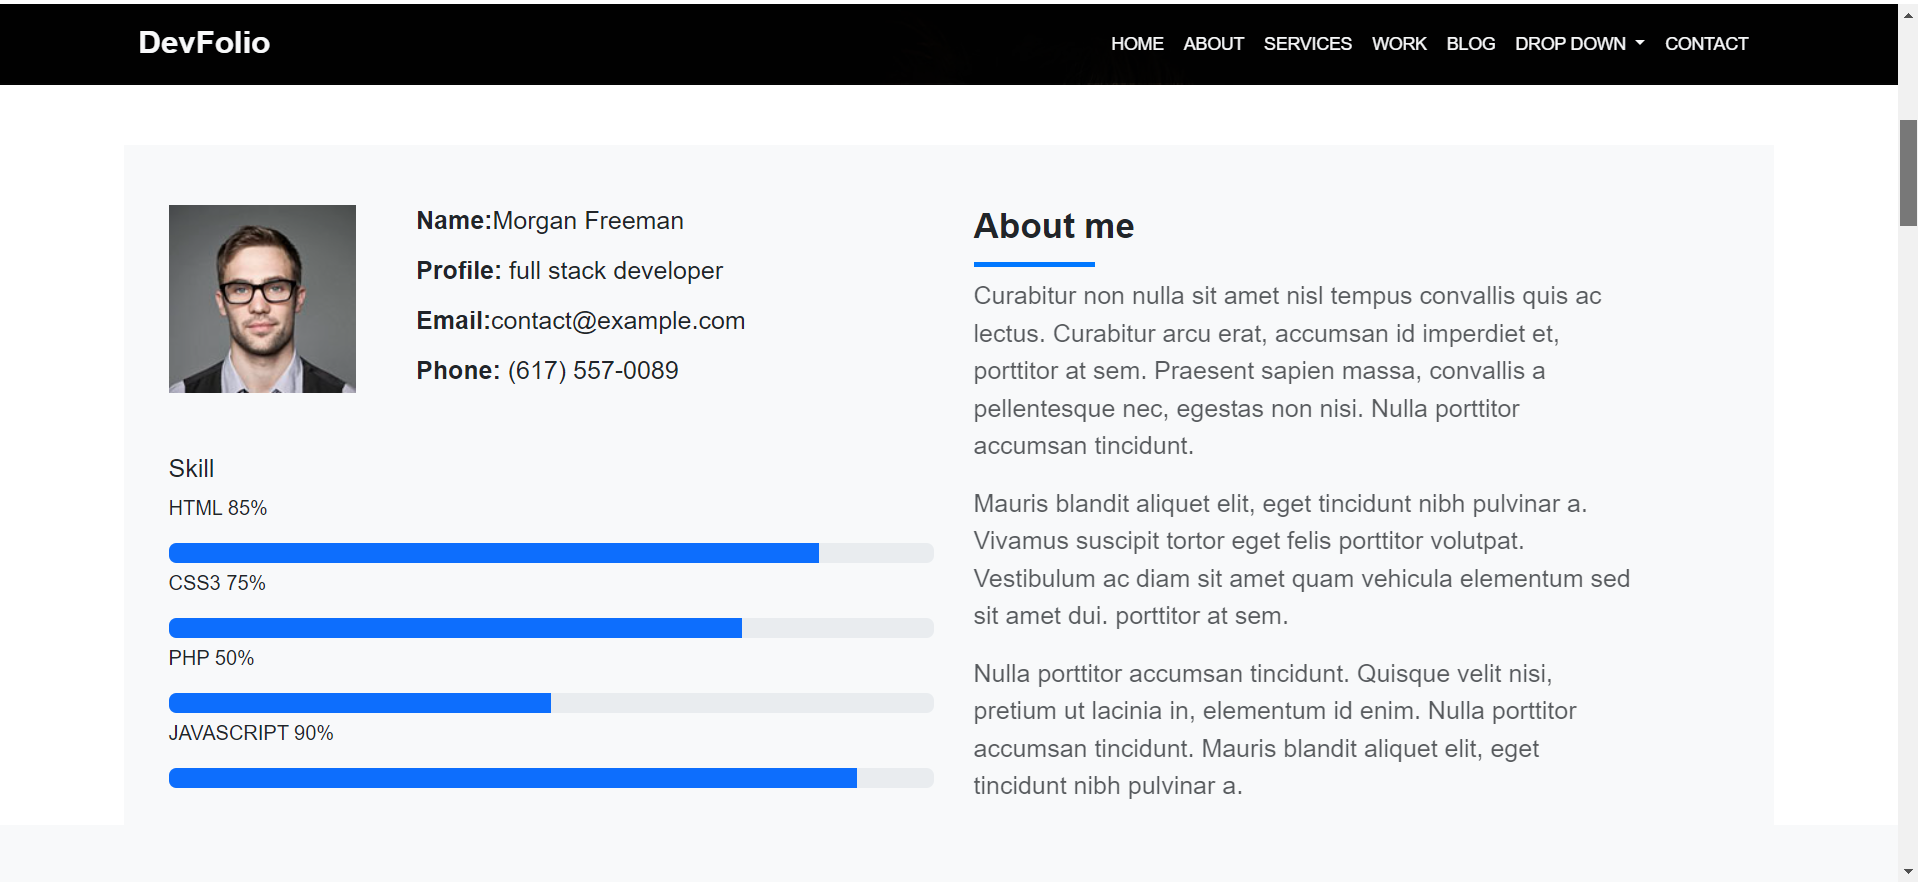 DevFolio
HOME ABOUT SERVICES WORK BLOG DROP DOWN CONTACT
Name:Morgan Freeman
Profile: full stack developer
Email:contact@example.com
Phone: (617) 557-0089
Skill
HTML 85%
CSS3 75%
PHP 50%
JAVASCRIPT 90%
About me
Curabitur non nulla sit amet nisl tempus convallis quis ac
lectus. Curabitur arcu erat, accumsan id imperdiet et,
porttitor at sem. Praesent sapien massa, convallis a
pellentesque nec, egestas non nisi. Nulla porttitor
accumsan tincidunt.
Mauris blandit aliquet elit, eget tincidunt nibh pulvinar a.
Vivamus suscipit tortor eget felis porttitor volutpat.
Vestibulum ac diam sit amet quam vehicula elementum sed
sit amet dui. porttitor at sem.
Nulla porttitor accumsan tincidunt. Quisque velit nisi,
pretium ut lacinia in, elementum id enim. Nulla porttitor
accumsan tincidunt. Mauris blandit aliquet elit, eget
tincidunt nibh pulvinar a.